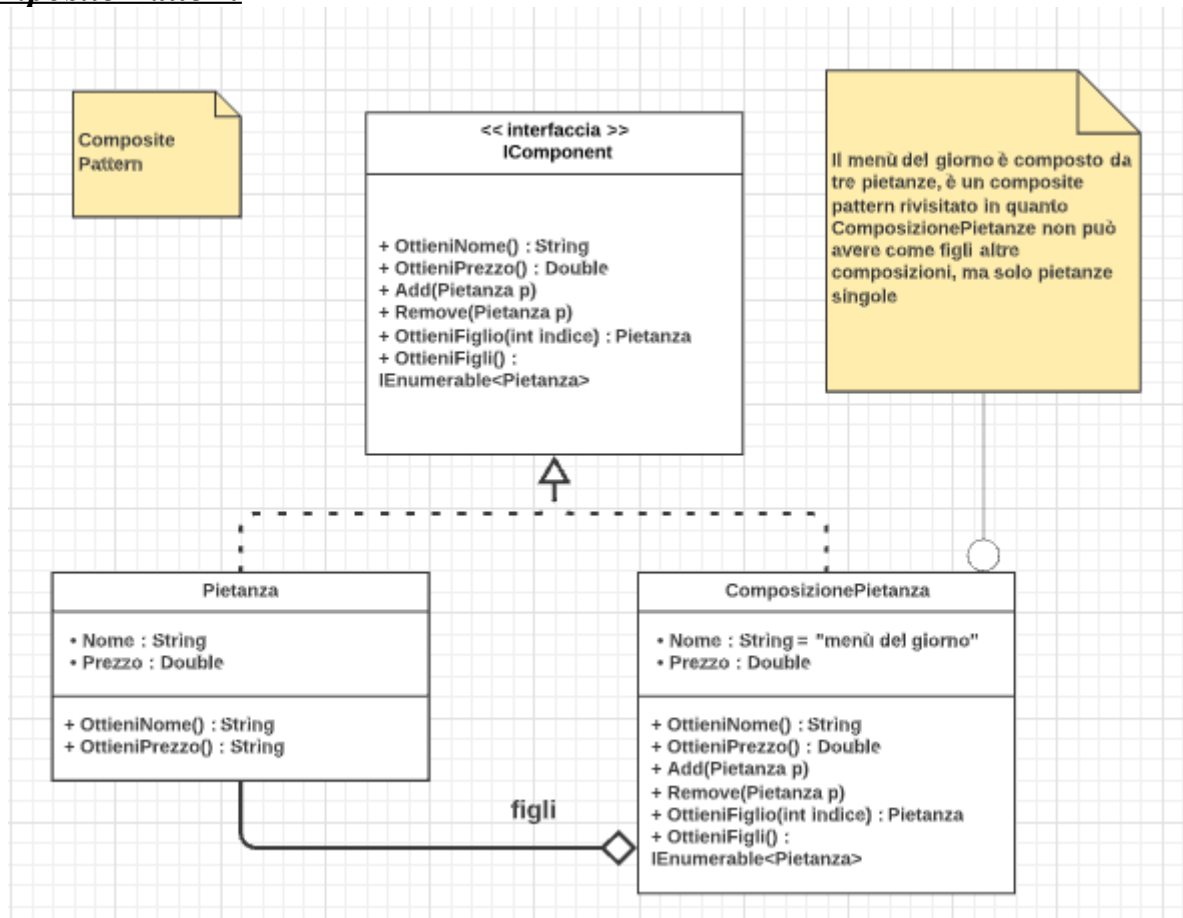 Composite
Pattern
<< interfaccia >>
IComponent
+ OttieniNome() : String
+ OttieniPrezzo() : Double
+ Add(Pietanza p)
+ Remove(Pietanza p)
+ OttieniFiglio(int indice) : Pietanza
+ OttieniFigli() :
IEnumerable<Pietanza>
Il menù del giorno è composto da
tre pietanze, è un composite
pattern rivisitato in quanto
ComposizionePietanze non può
avere come figli altre
composizioni, ma solo pietanze
singole
Pietanza
• Nome : String
• Prezzo : Double
+ OttieniNome() : String
+ OttieniPrezzo() : String
ComposizionePietanza
• Nome : String = "menù del giorno"
• Prezzo : Double
+ OttieniNome() : String
+ OttieniPrezzo() : Double
+ Add(Pietanza p)
+ Remove(Pietanza p)
+ OttieniFiglio(int indice) : Pietanza
+ OttieniFigli() :
IEnumerable<Pietanza>
figli